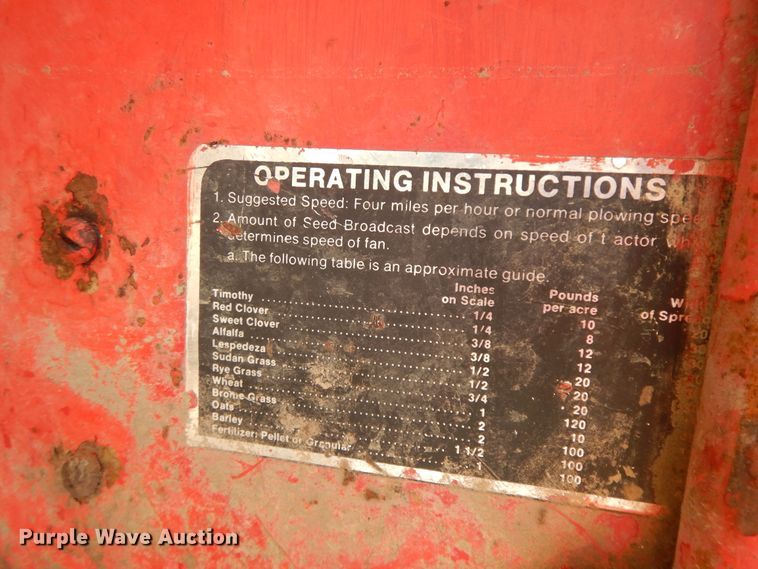 OPERATING INSTRUCTIONS
1. Suggested Speed: Four miles per hour or normal plowing spee
2. Amount of Seed Broadcast depends on speed of t actor wh
determines speed of fan.
a. The following table is an approximate guide.
Inches on Scale Pounds per acre W of Spre
Timothy 1/4 10
Red Clover 1/4 8
Sweet Clover 3/8 12
Alfalfa 3/8 12
Lespedeza 1/2 20
Sudan Grass 1/2 20
Rye Grass 3/4 20
Wheat 1 120
Brome Grass 2 10
Oats 2 100
Barley 1 1/2 100
Fertilizer: Pellet or Granular 1 100
Purple Wave Auction